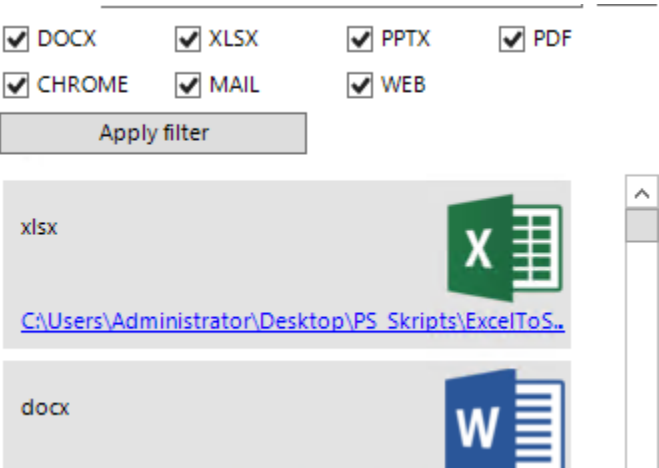 DOCX XLSX PPTX PDF
CHROME MAIL WEB
Apply filter
xlsx
X
C:\Users\Administrator\Desktop\PS_Skripts\ExcelToS..
docx
W